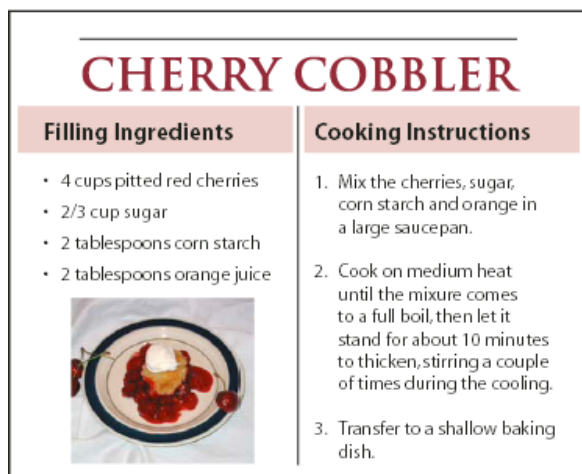 CHERRY COBBLER
Filling Ingredients
• 4 cups pitted red cherries
• 2/3 cup sugar
• 2 tablespoons corn starch
• 2 tablespoons orange juice
Cooking Instructions
1. Mix the cherries, sugar,
corn starch and orange in
a large saucepan.
2. Cook on medium heat
until the mixure comes
to a full boil, then let it
stand for about 10 minutes
to thicken, stirring a couple
of times during the cooling.
3. Transfer to a shallow baking
dish.